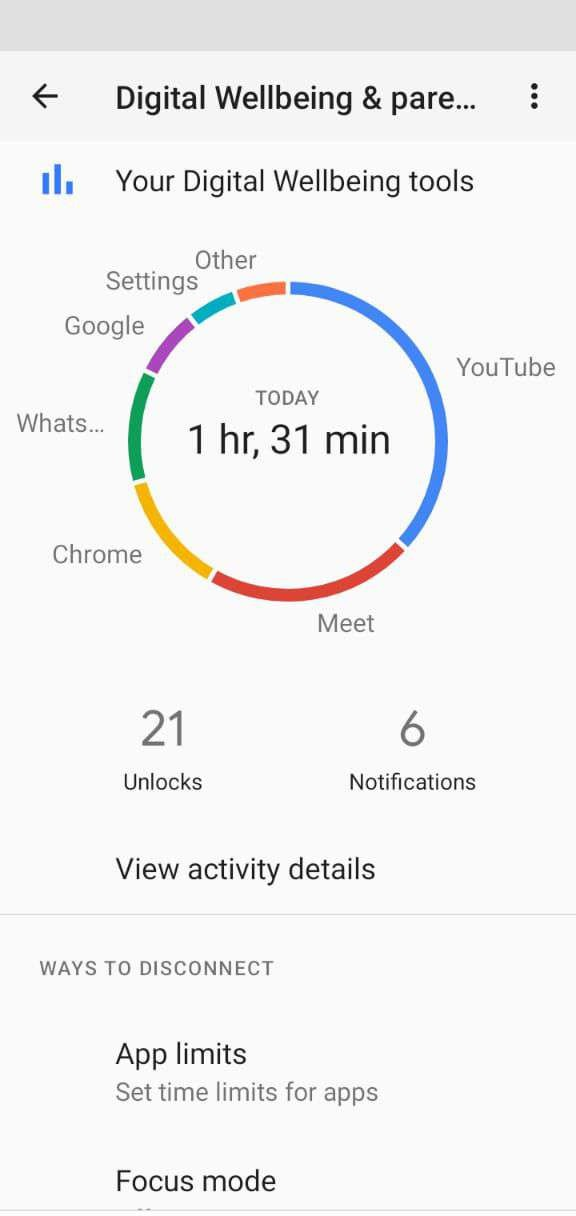 Digital Wellbeing & pare...
Your Digital Wellbeing tools
Other
Settings
Google
YouTube
Whats...
TODAY
1 hr, 31 min
Chrome
Meet
21
6
Unlocks
Notifications
View activity details
WAYS TO DISCONNECT
App limits
Set time limits for apps
Focus mode